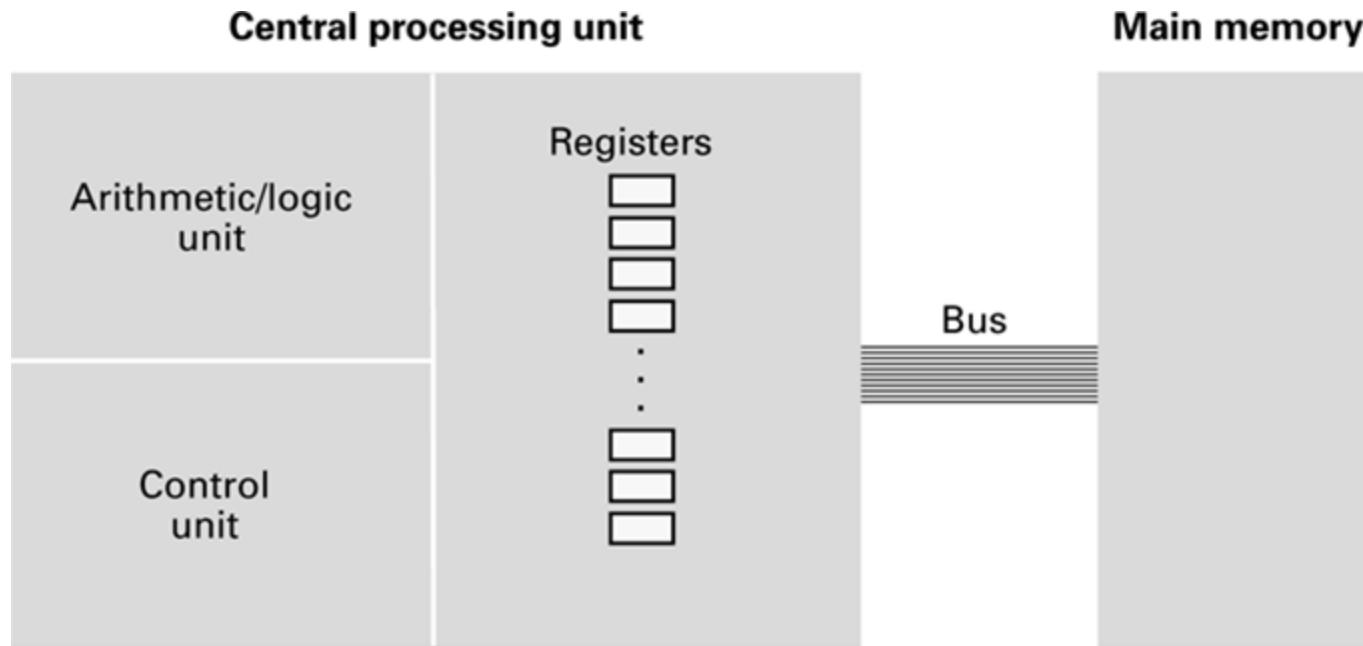 Central processing unit
Main memory
Arithmetic/logic
unit
Registers
Bus
Control
unit